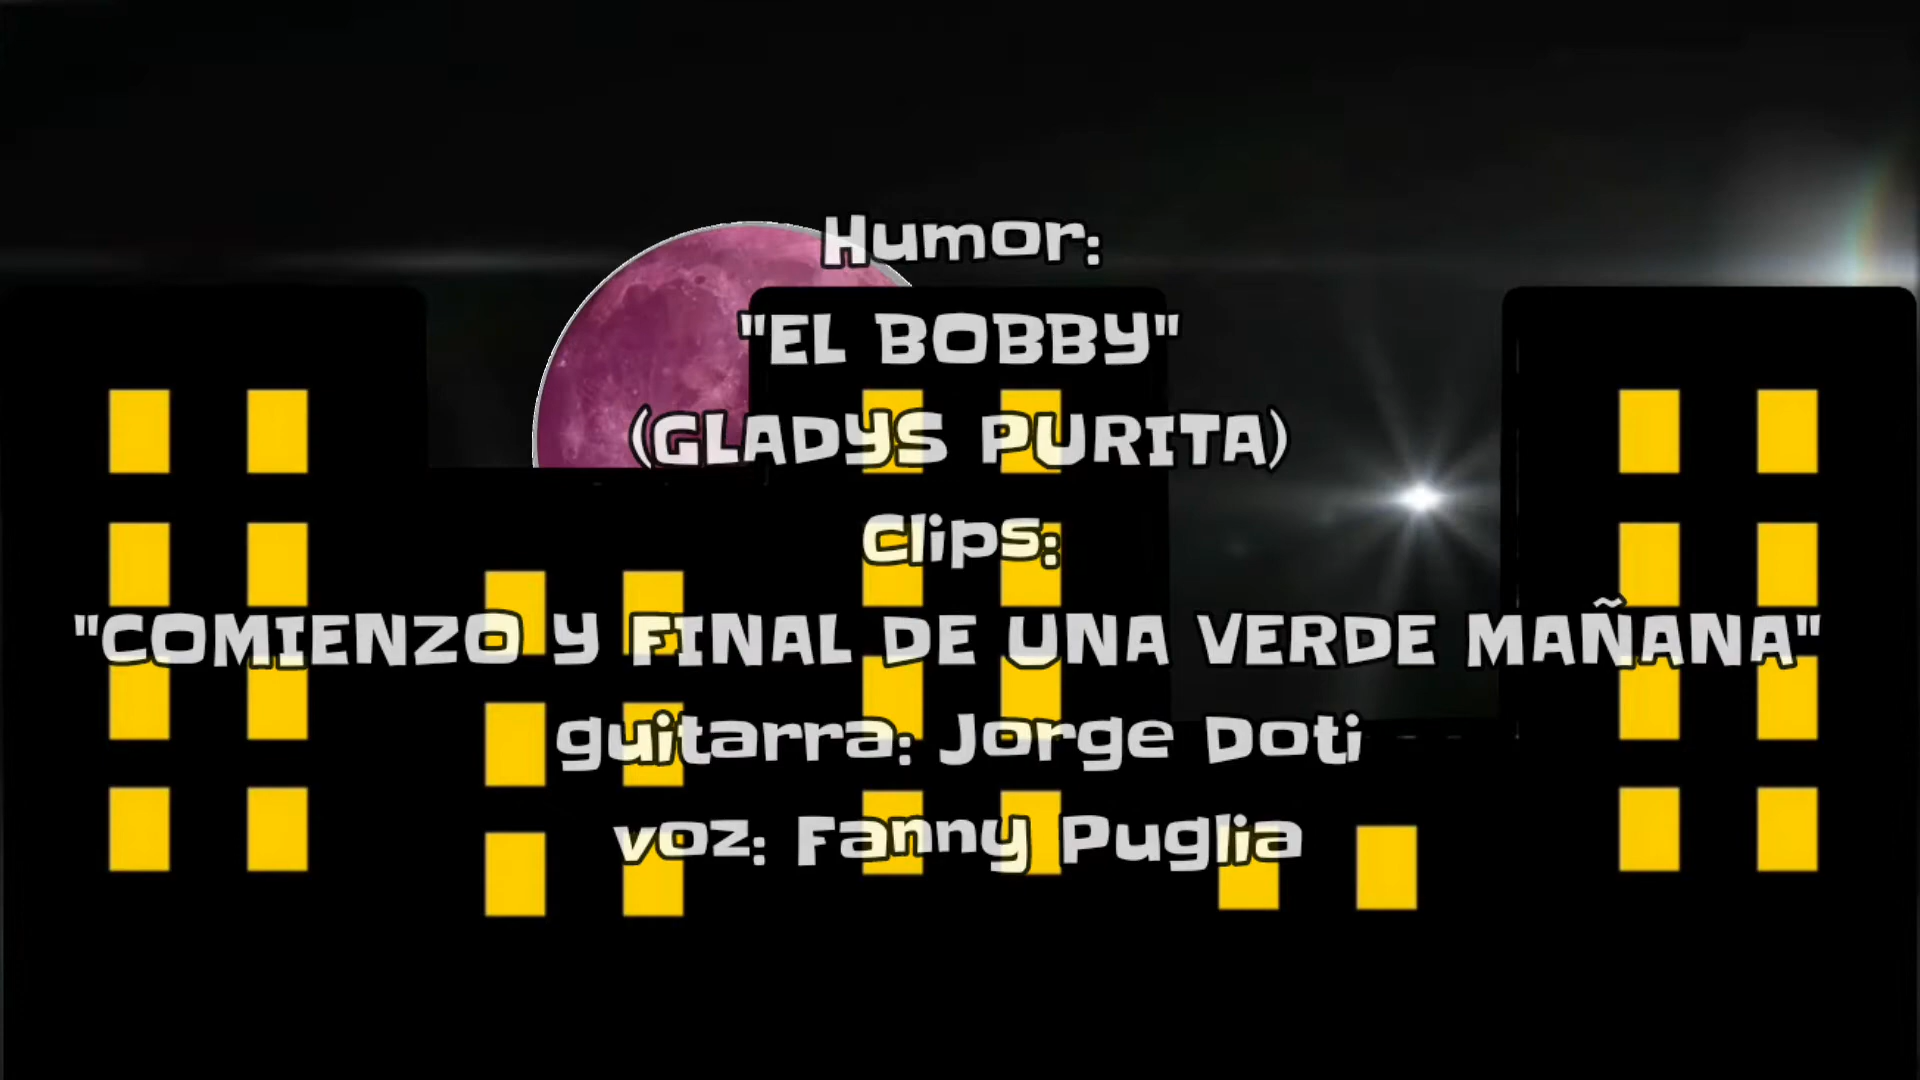 Humor:
"EL BOBBY"
(GLADYS PURITA)
Clips:
"COMIENZO Y FINAL DE UNA VERDE MAÑANA"
guitarra: Jorge Doti
voz: Fanny Puglia